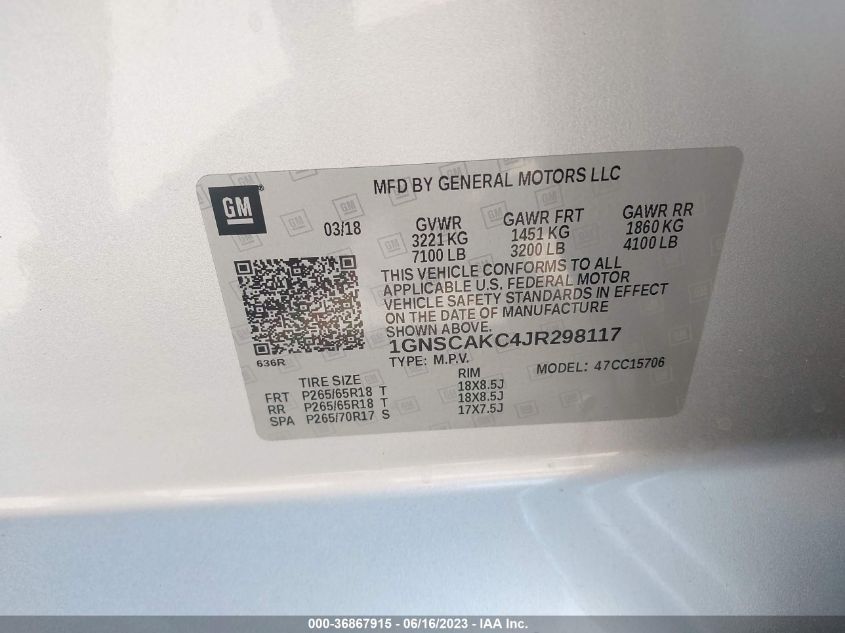 GM
MFD BY GENERAL MOTORS LLC
03/18
GVWR
3221 KG
7100 LB
GAWR FRT
1451 KG
3200 LB
GAWR RR
1860 KG
4100 LB
THIS VEHICLE CONFORMS TO ALL
APPLICABLE U.S. FEDERAL MOTOR
VEHICLE SAFETY STANDARDS IN EFFECT
ON THE DATE OF MANUFACTURE
SHOWN ABOVE.
636R
1GNSCAKC4JR298117
TYPE: M.P.V. MODEL: 47CC15706
TIRE SIZE RIM
FRT P265/65R18 T 18X8.5J
RR P265/65R18 T 18X8.5J
SPA P265/70R17 S 17X7.5J
000-36867915 - 06/16/2023 - IAA Inc.